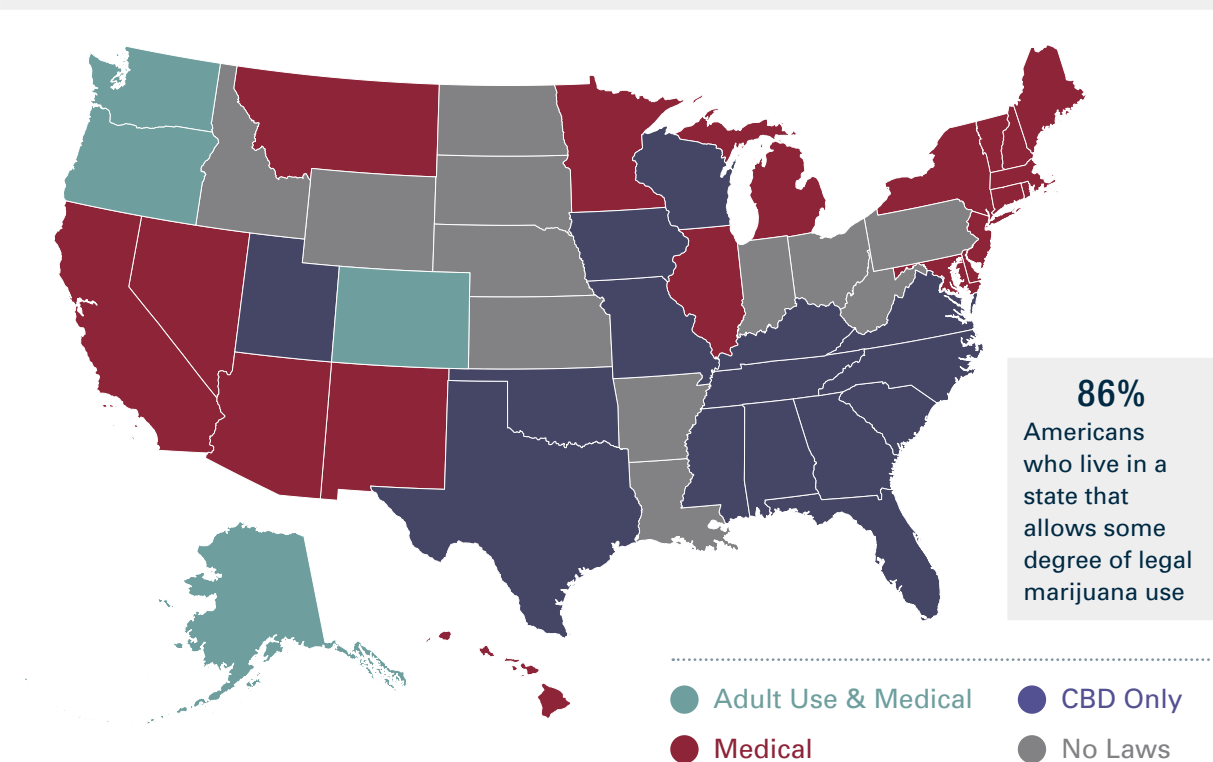 86%
Americans
who live in a
state that
allows some
degree of legal
marijuana use
Adult Use & Medical
CBD Only
Medical
No Laws